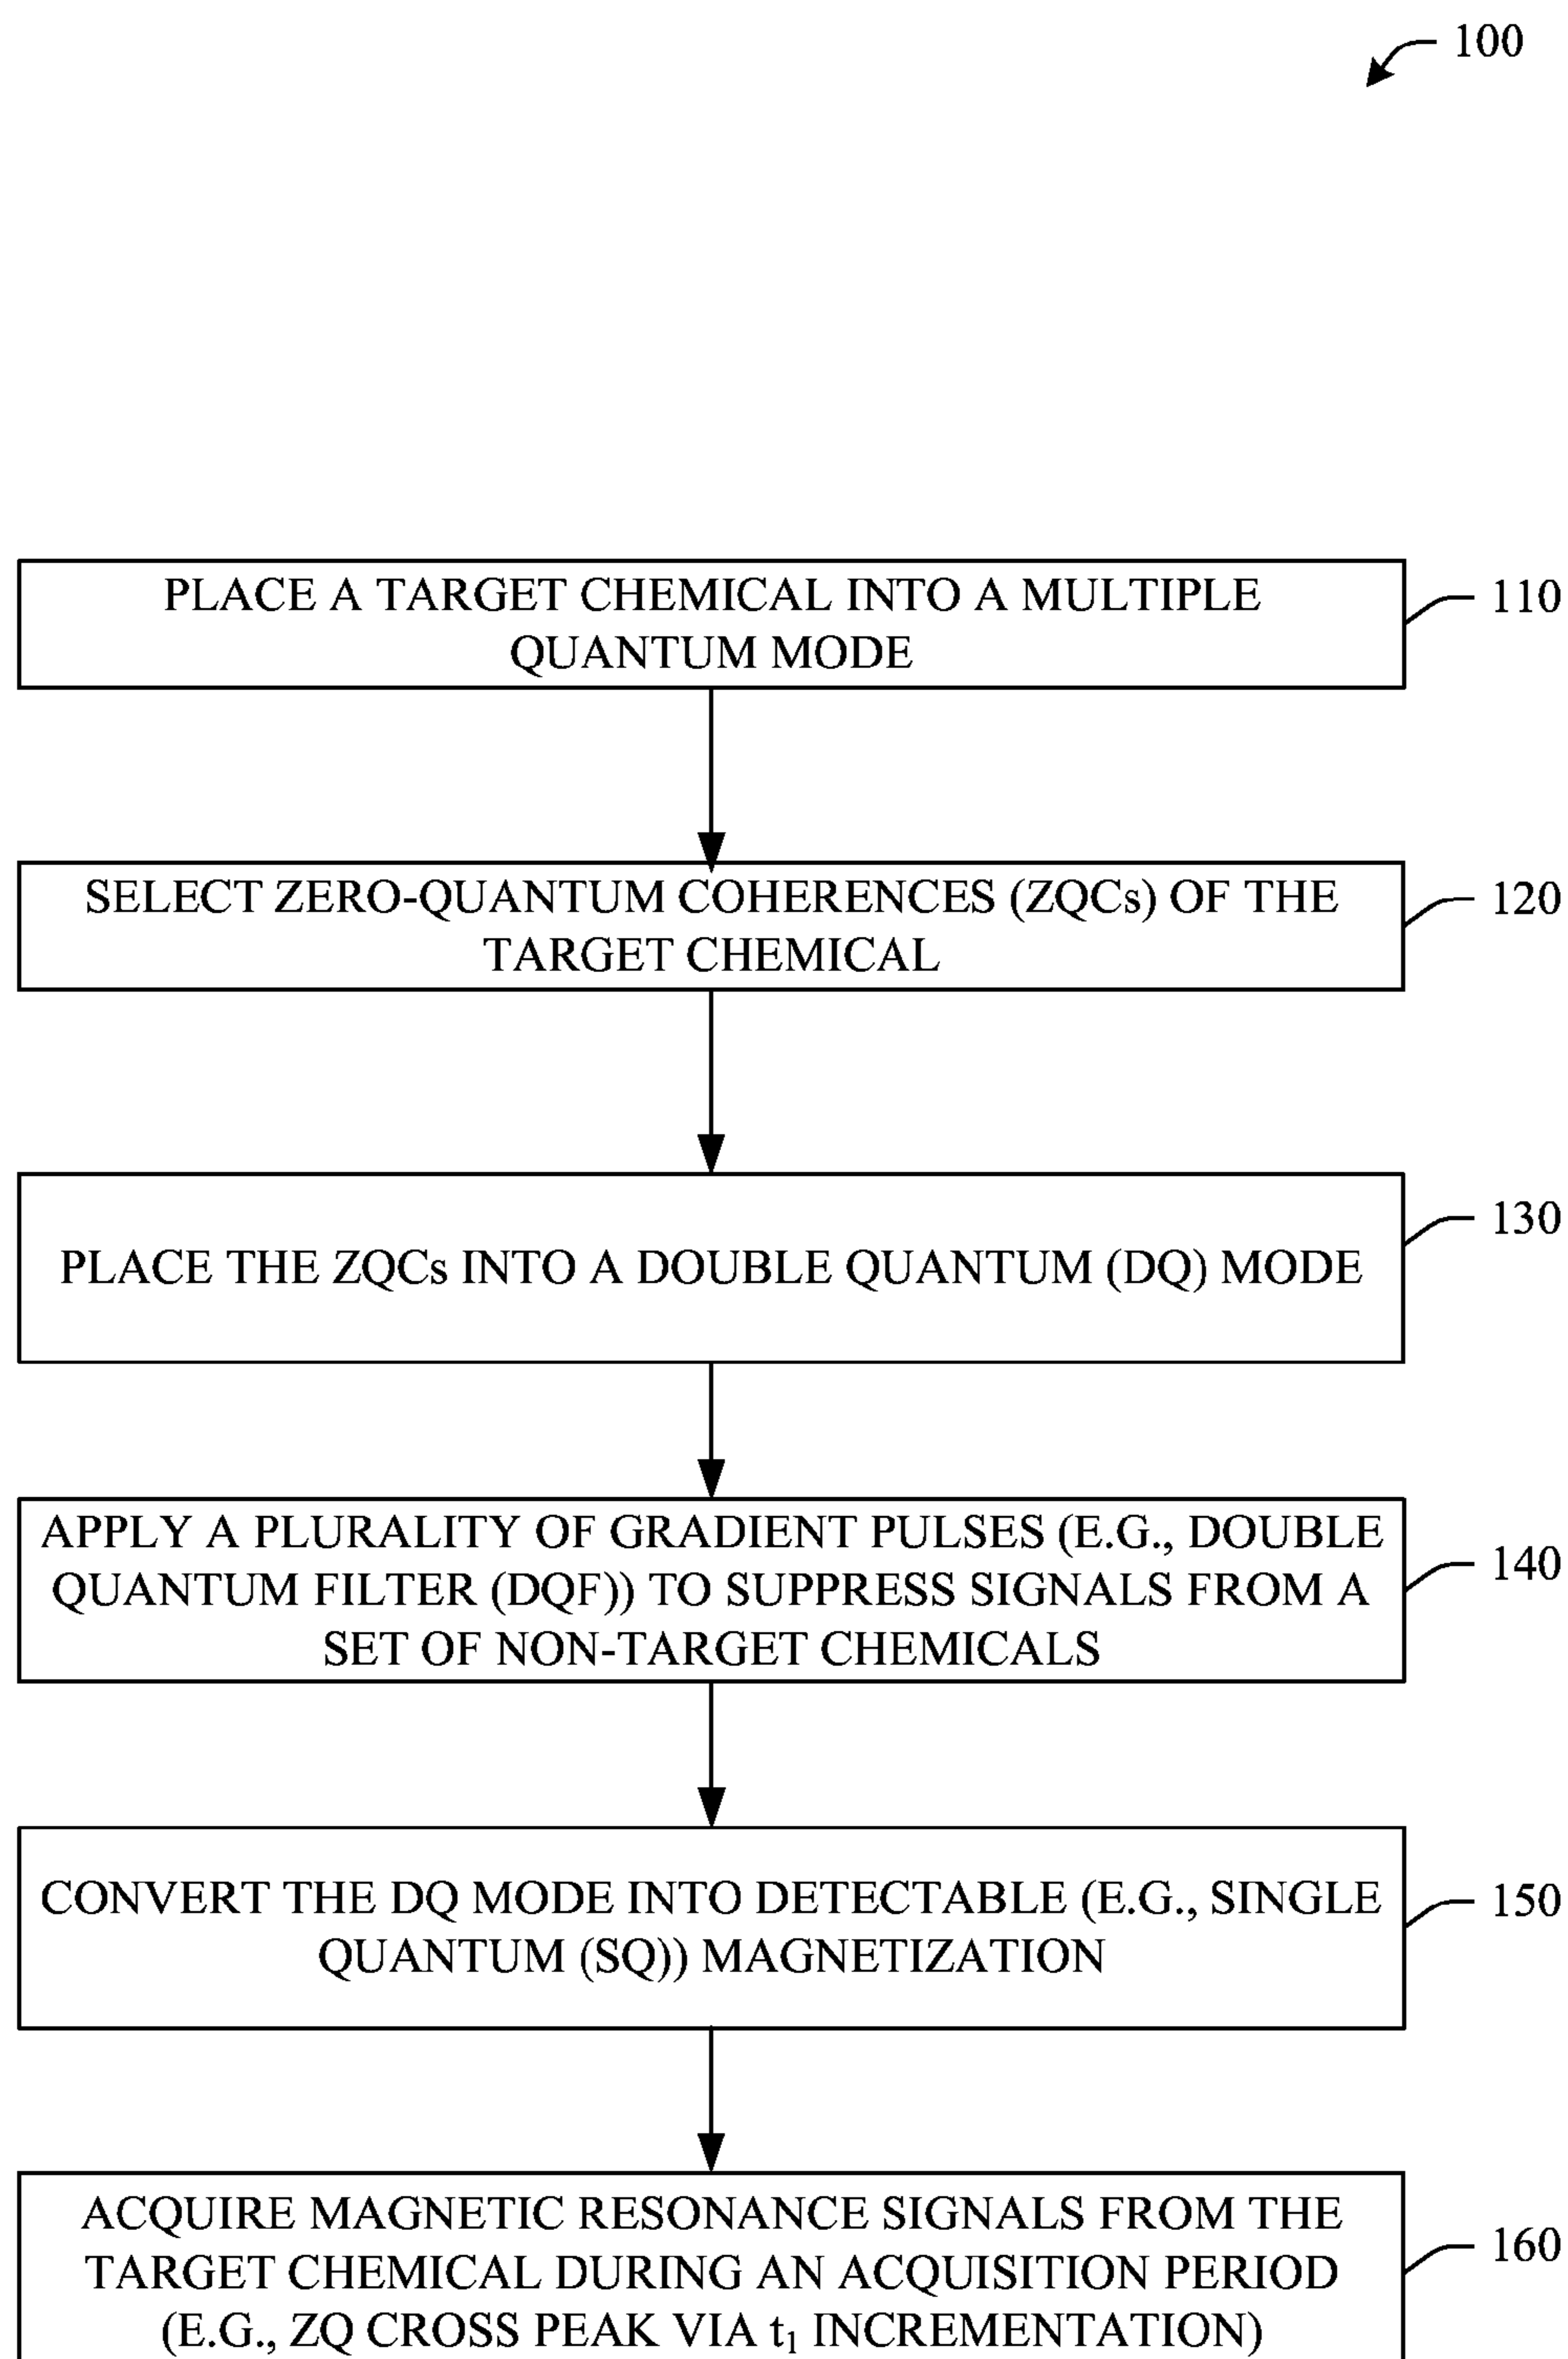 100
PLACE A TARGET CHEMICAL INTO A MULTIPLE
QUANTUM MODE
110
SELECT ZERO-QUANTUM COHERENCES (ZQCs) OF THE
TARGET CHEMICAL
120
PLACE THE ZQCs INTO A DOUBLE QUANTUM (DQ) MODE
130
APPLY A PLURALITY OF GRADIENT PULSES (E.G., DOUBLE
QUANTUM FILTER (DQF)) TO SUPPRESS SIGNALS FROM A
SET OF NON-TARGET CHEMICALS
140
CONVERT THE DQ MODE INTO DETECTABLE (E.G., SINGLE
QUANTUM (SQ)) MAGNETIZATION
150
ACQUIRE MAGNETIC RESONANCE SIGNALS FROM THE
TARGET CHEMICAL DURING AN ACQUISITION PERIOD
(E.G., ZQ CROSS PEAK VIA t₁ INCREMENTATION)
160